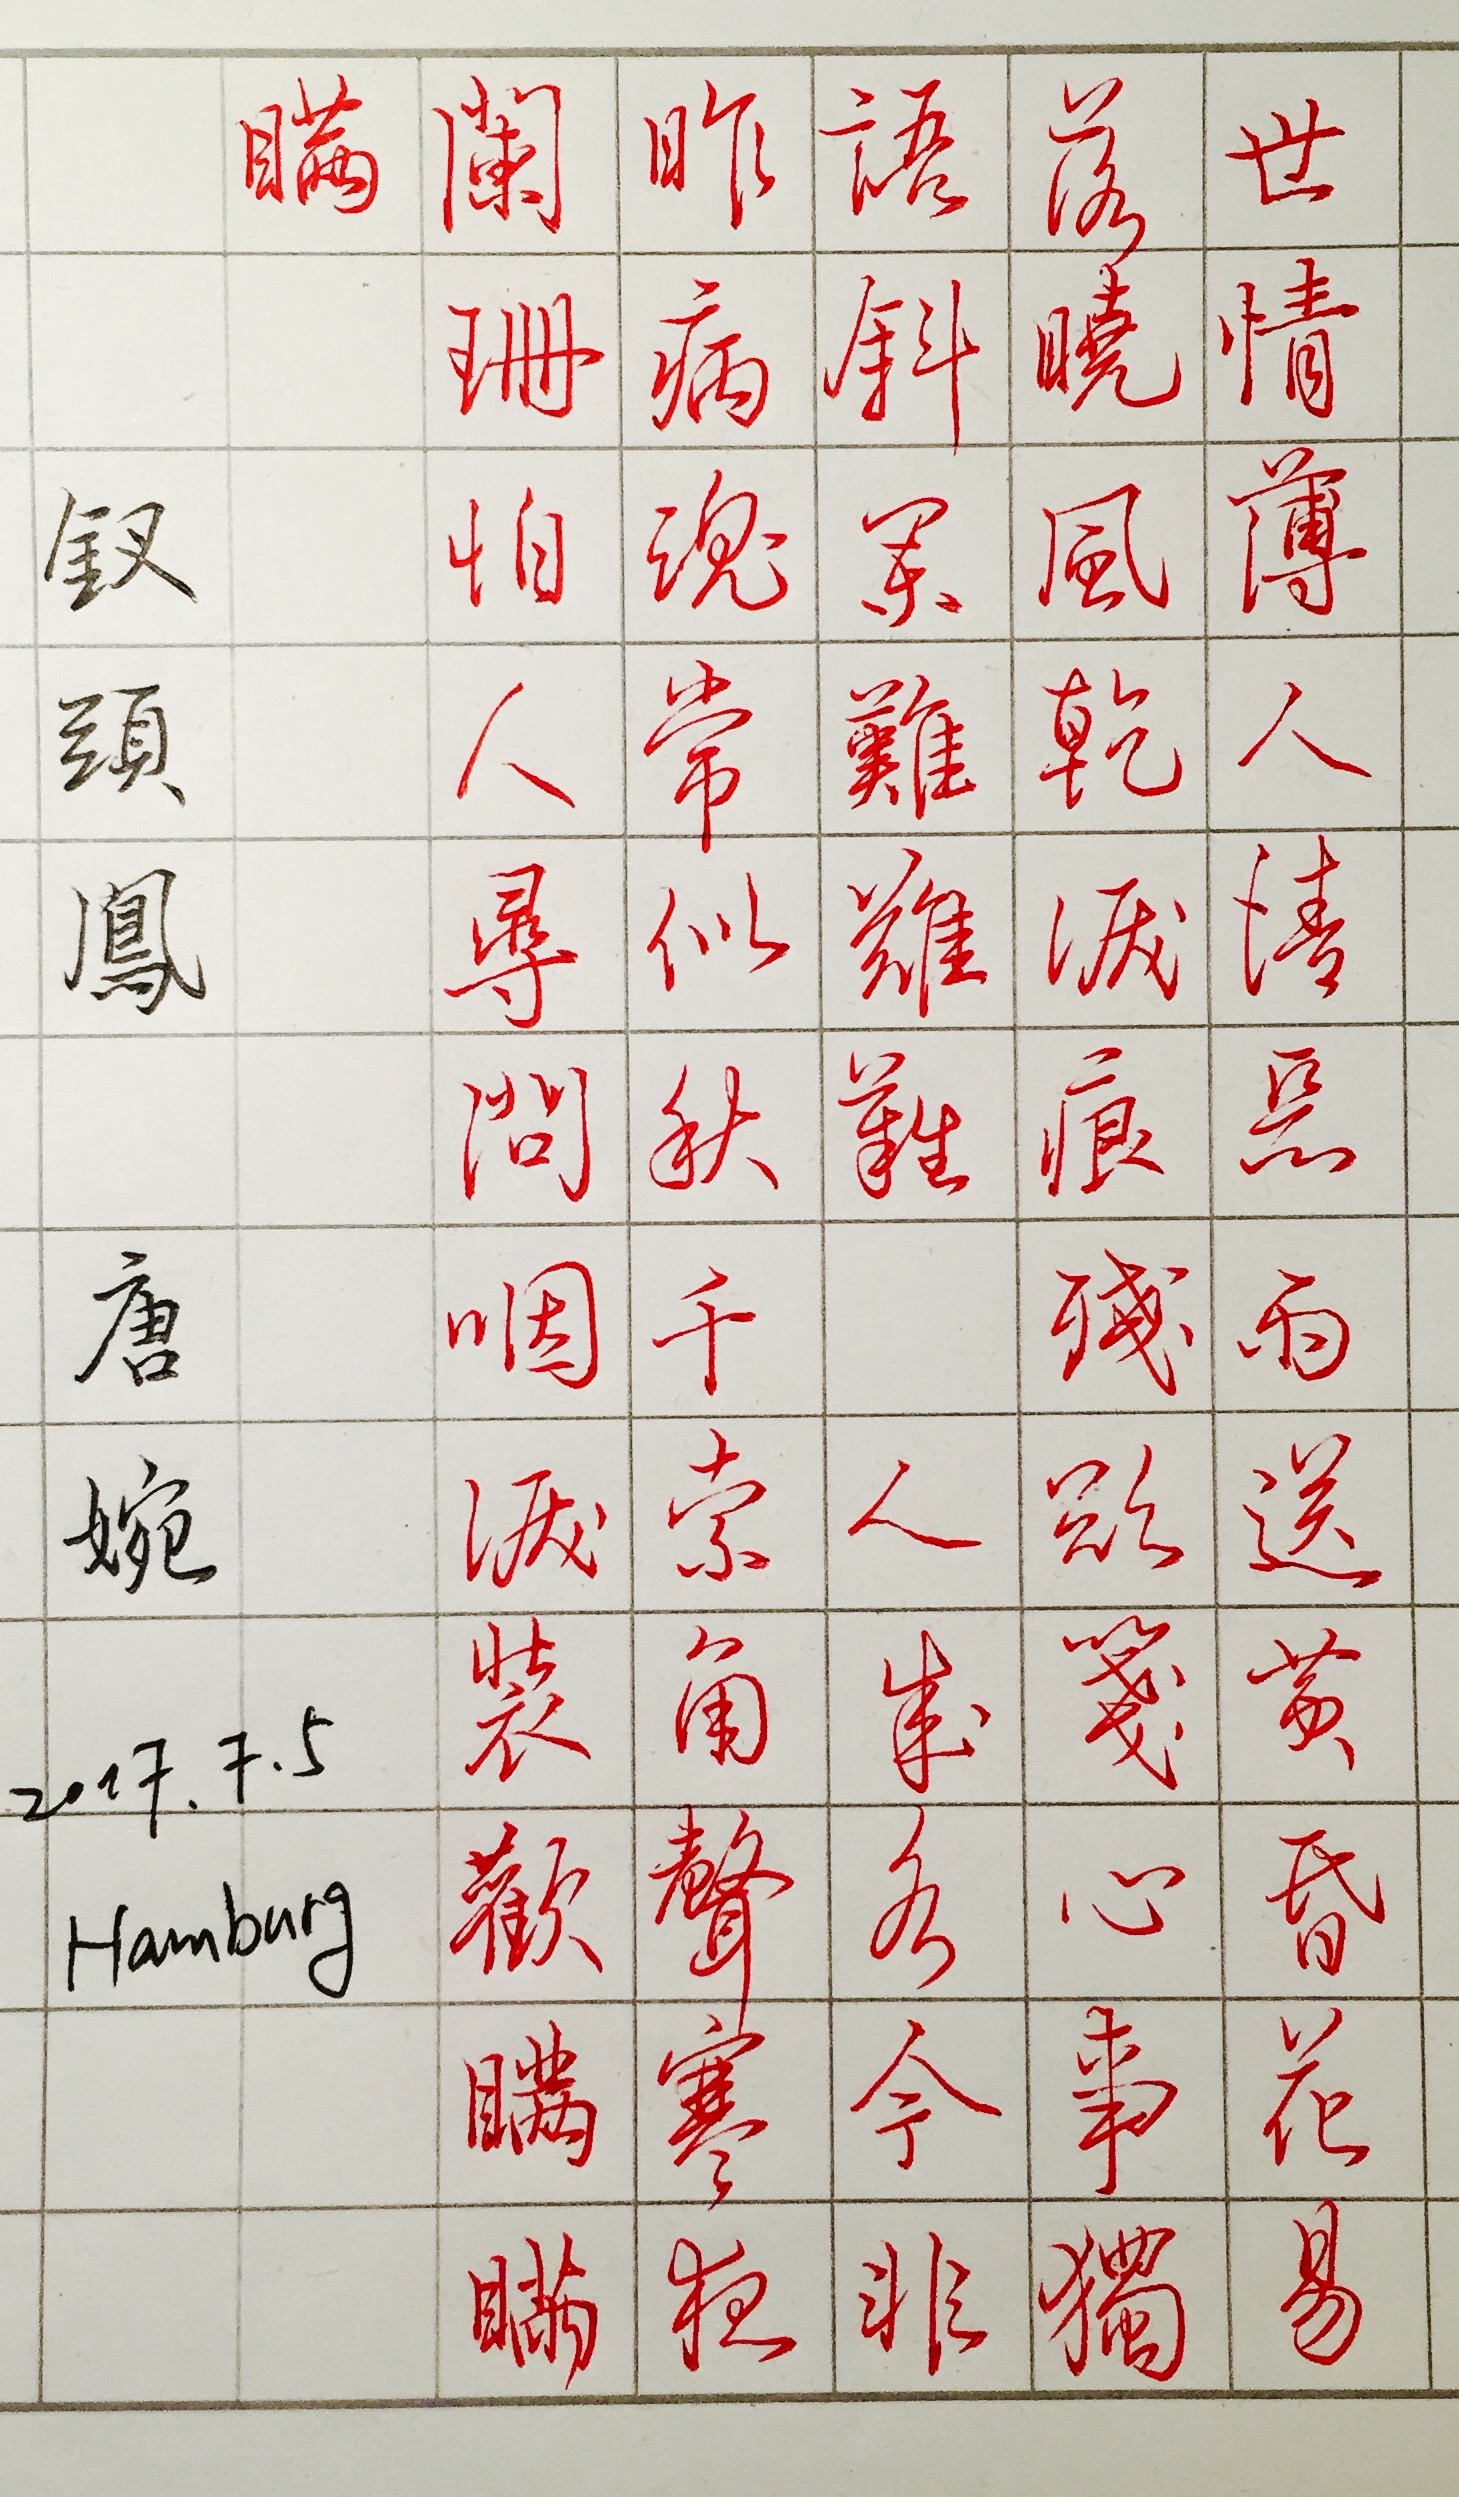 世情薄人情惡雨送黄昏花易
落曉風乾淚痕殘欲箋心事獨
語斜闌難難難 人成各今非
昨病魂常似秋千索角聲寒夜
闌珊怕人尋問咽淚裝歡瞞瞞
瞞
釵頭鳳 唐婉
2017.7.5
Hamburg